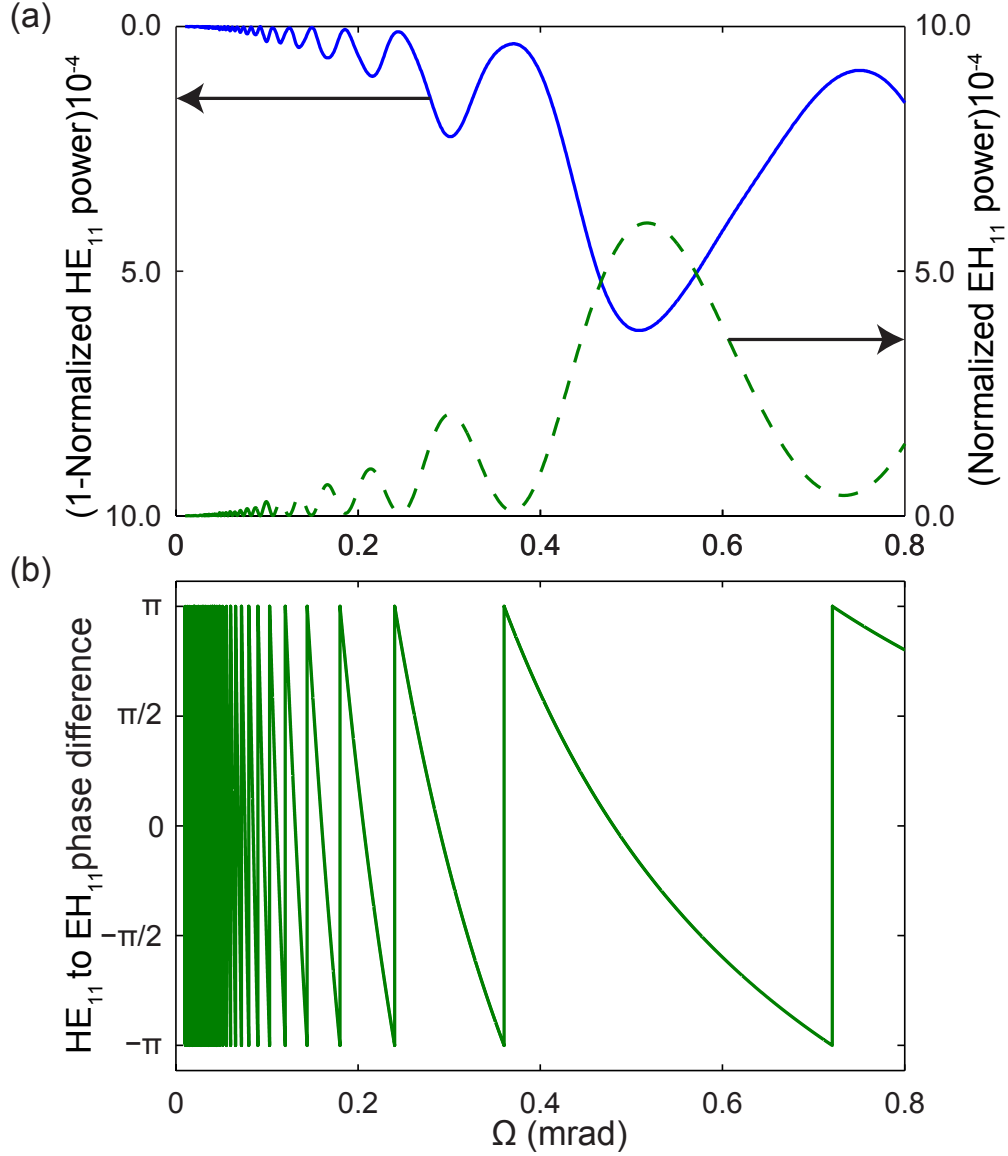 (a)
(1-Normalized HE₁₁ power)10⁻⁴
0.0
5.0
10.0
(Normalized EH₁₁ power)10⁻⁴
10.0
5.0
0.0
0
0.2
0.4
0.6
0.8
(b)
HE₁₁ to EH₁₁phase difference
π
π/2
0
−π/2
−π
0
0.2
0.4
0.6
0.8
Ω (mrad)